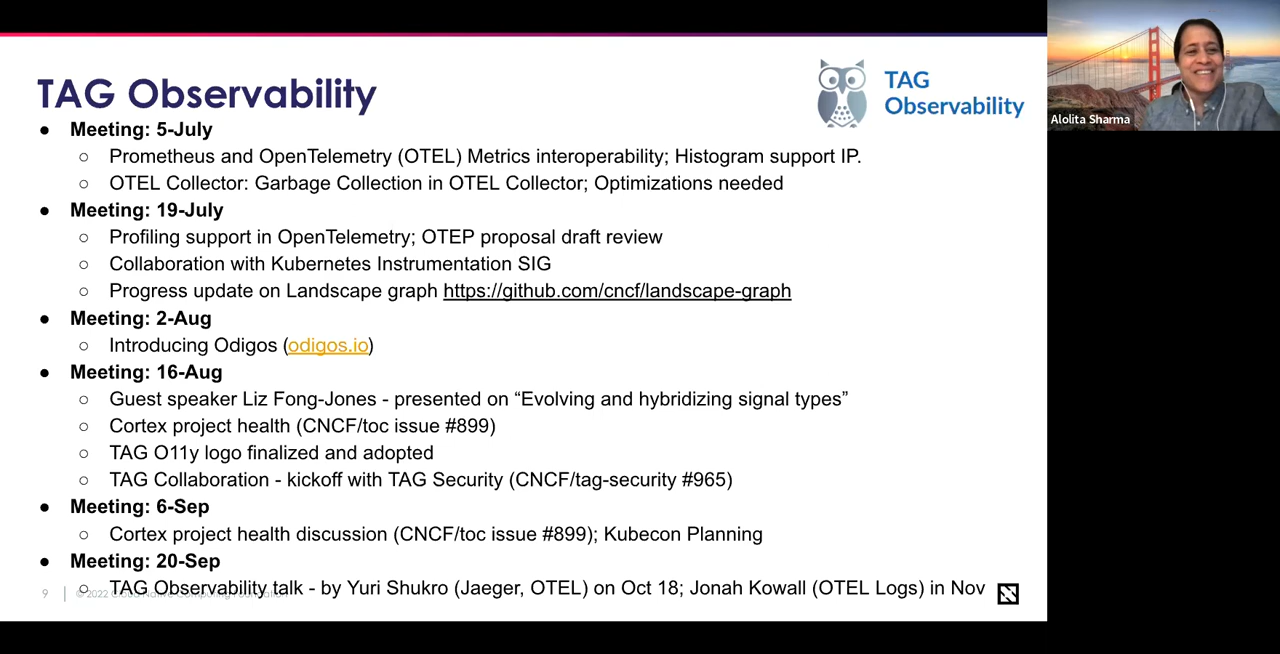 TAG Observability
TAG
Observability
Alolita Sharma
● Meeting: 5-July
○ Prometheus and OpenTelemetry (OTEL) Metrics interoperability; Histogram support IP.
○ OTEL Collector: Garbage Collection in OTEL Collector; Optimizations needed
● Meeting: 19-July
○ Profiling support in OpenTelemetry; OTEP proposal draft review
○ Collaboration with Kubernetes Instrumentation SIG
○ Progress update on Landscape graph https://github.com/cncf/landscape-graph
● Meeting: 2-Aug
○ Introducing Odigos (odigos.io)
● Meeting: 16-Aug
○ Guest speaker Liz Fong-Jones - presented on “Evolving and hybridizing signal types”
○ Cortex project health (CNCF/toc issue #899)
○ TAG O11y logo finalized and adopted
○ TAG Collaboration - kickoff with TAG Security (CNCF/tag-security #965)
● Meeting: 6-Sep
○ Cortex project health discussion (CNCF/toc issue #899); Kubecon Planning
● Meeting: 20-Sep
○ TAG Observability talk - by Yuri Shukro (Jaeger, OTEL) on Oct 18; Jonah Kowall (OTEL Logs) in Nov
9 © 2022 Cloud Native Computing Foundation